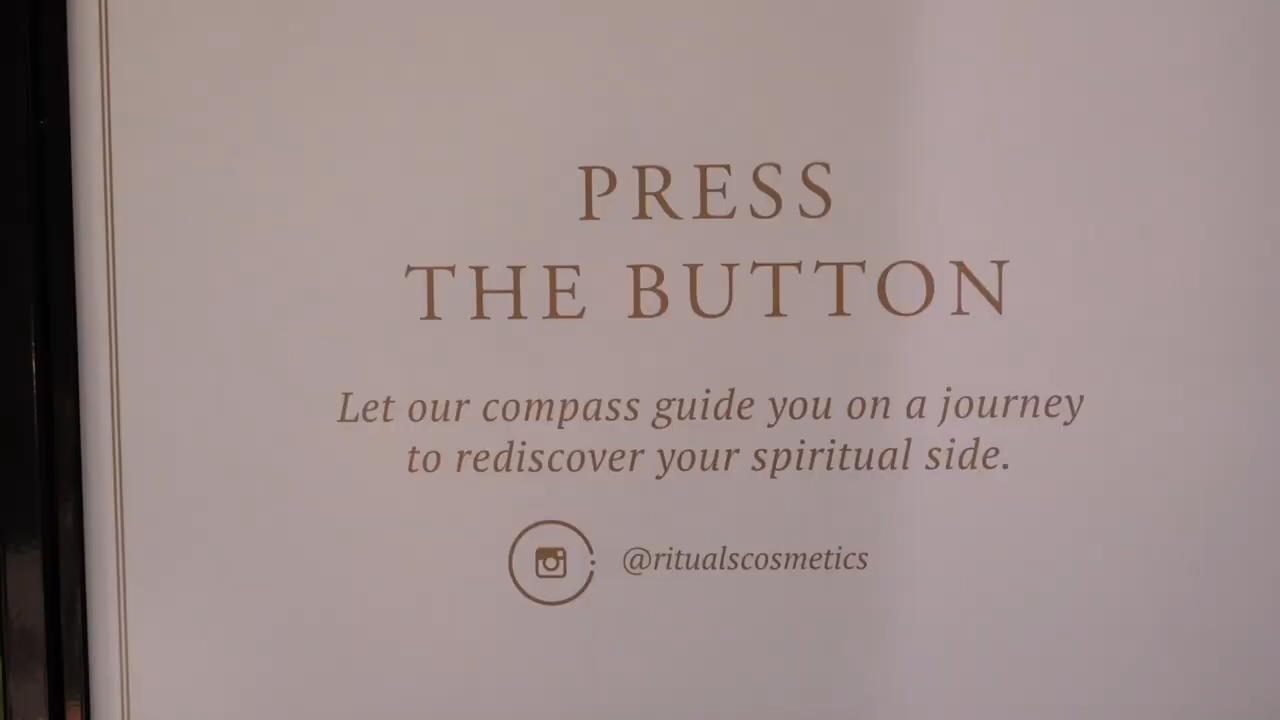 PRESS
THE BUTTON
Let our compass guide you on a journey
to rediscover your spiritual side.
@ritualscosmetics